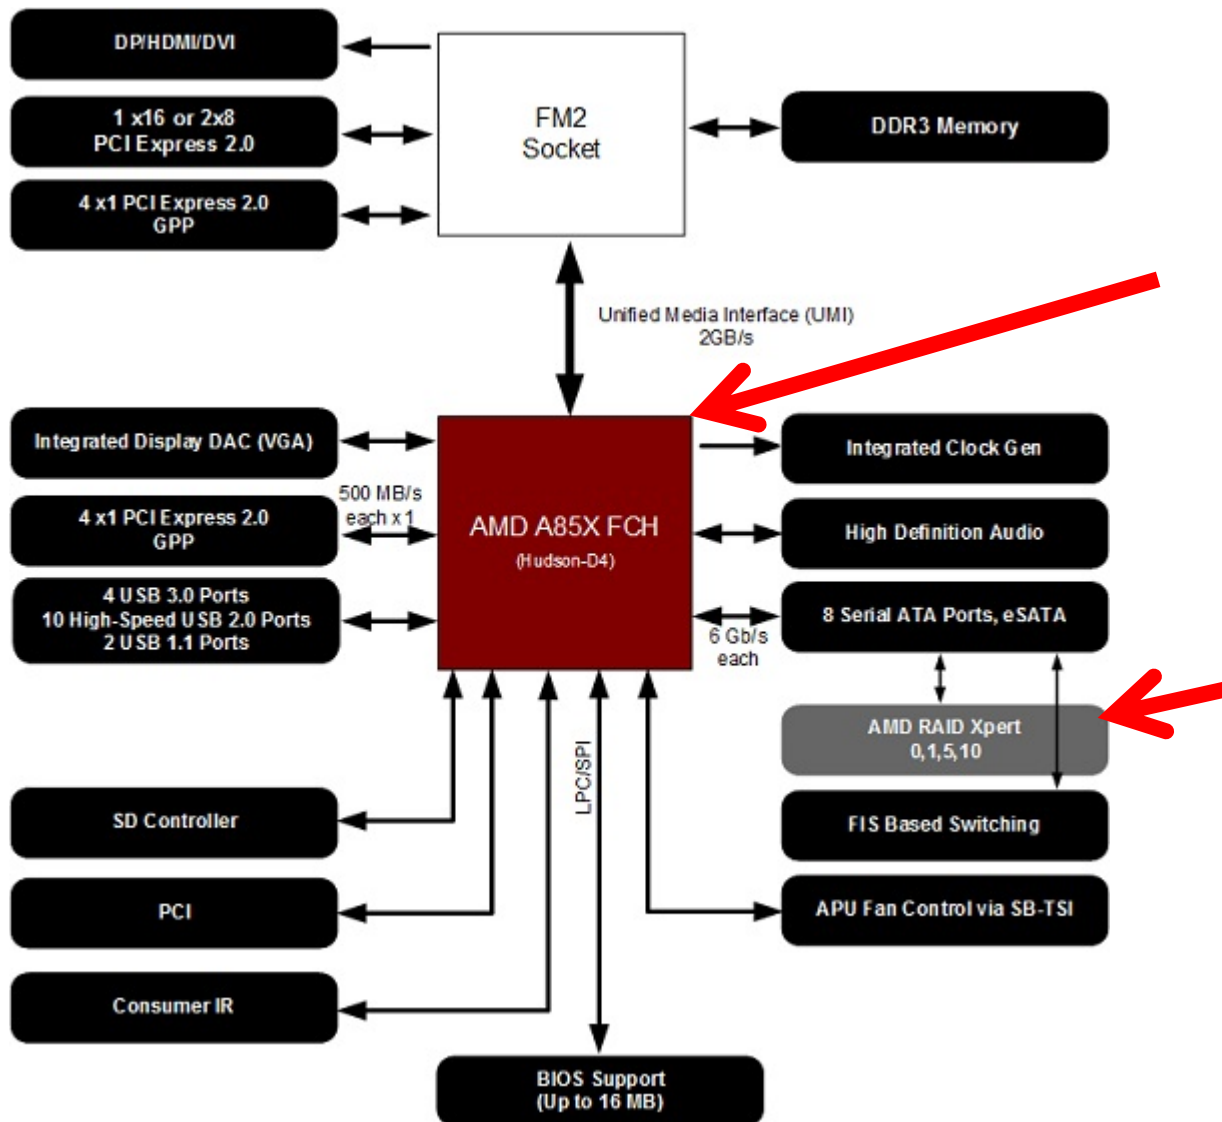 DP/HDMI/DVI
1 x16 or 2x8
PCI Express 2.0
4 x1 PCI Express 2.0
GPP
FM2
Socket
DDR3 Memory
Unified Media Interface (UMI)
2GB/s
Integrated Display DAC (VGA)
500 MB/s
each x 1
4 x1 PCI Express 2.0
GPP
4 USB 3.0 Ports
10 High-Speed USB 2.0 Ports
2 USB 1.1 Ports
AMD A85X FCH
(Hudson-D4)
Integrated Clock Gen
High Definition Audio
8 Serial ATA Ports, eSATA
6 Gb/s
each
AMD RAID Xpert
0,1,5,10
FIS Based Switching
APU Fan Control via SB-TSI
LPC/SPI
SD Controller
PCI
Consumer IR
BIOS Support
(Up to 16 MB)